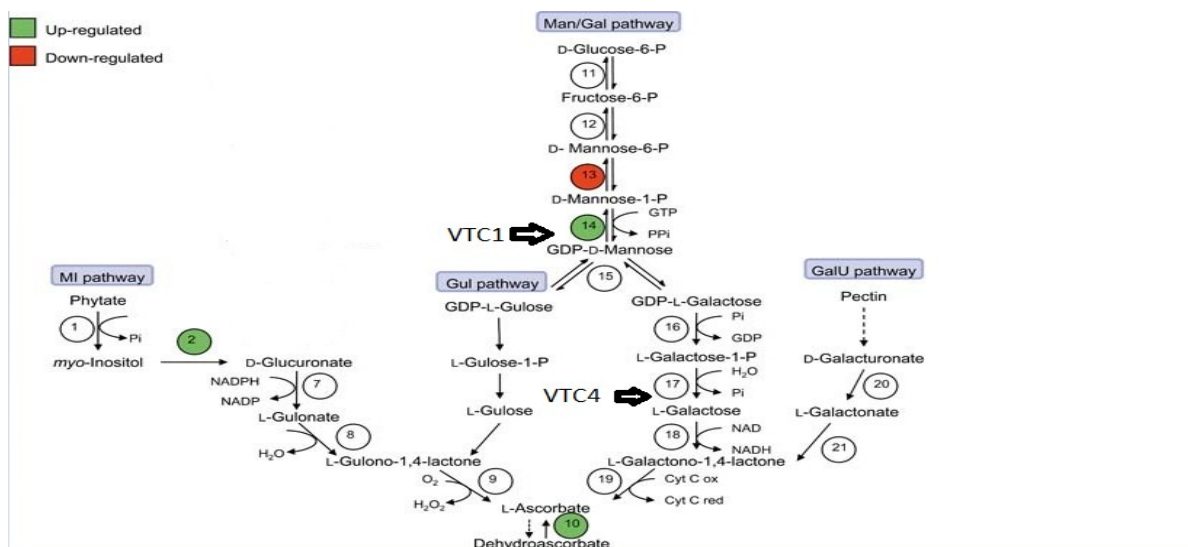 Up-regulated
Down-regulated
Man/Gal pathway
D-Glucose-6-P
11
Fructose-6-P
12
D- Mannose-6-P
13
D-Mannose-1-P
GTP
14
PPi
VTC1
GDP-D-Mannose
15
MI pathway
Gul pathway
GalU pathway
Phytate
GDP-L-Gulose
GDP-L-Galactose
Pectin
1
Pi
2
16
Pi
GDP
myo-Inositol
D-Glucuronate
L-Gulose-1-P
L-Galactose-1-P
D-Galacturonate
NADPH
7
NADP
VTC4
17
H2O
Pi
20
L-Gulonate
L-Gulose
L-Galactose
L-Galactonate
8
H2O
18
NAD
NADH
21
L-Gulono-1,4-lactone
L-Galactono-1,4-lactone
O2
9
H2O2
19
Cyt C ox
Cyt C red
L-Ascorbate
10
Dehydroascorbate